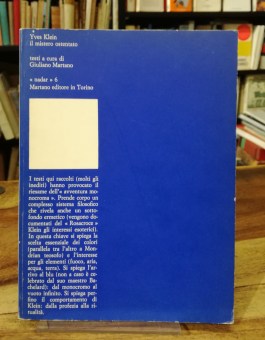 Yves Klein
il mistero ostentato
testi a cura di
Giuliano Martano
« nadar » 6
Martano editore in Torino
I testi qui raccolti (molti gli
inediti) hanno provocato il
riesame dell'« avventura mo-
nocroma ». Prende corpo un
complesso sistema filosofico
che rivela anche un sotto-
fondo ermetico (vengono do-
cumentati del « Rosacroce »
Klein gli interessi esoterici).
In questa chiave si spiega la
scelta essenziale dei colori
(parallela tra l'altro a Mon-
drian teosofo) e l'interesse
per gli elementi (fuoco, aria,
acqua, terra). Si spiega l'ar-
rivo al blu (non a caso è ce-
lebrato dal suo maestro Ba-
chelard): dal monocromo al
vuoto infinito. Si spiega per-
fino il comportamento di
Klein: dalla profezia alla ri-
tualità.